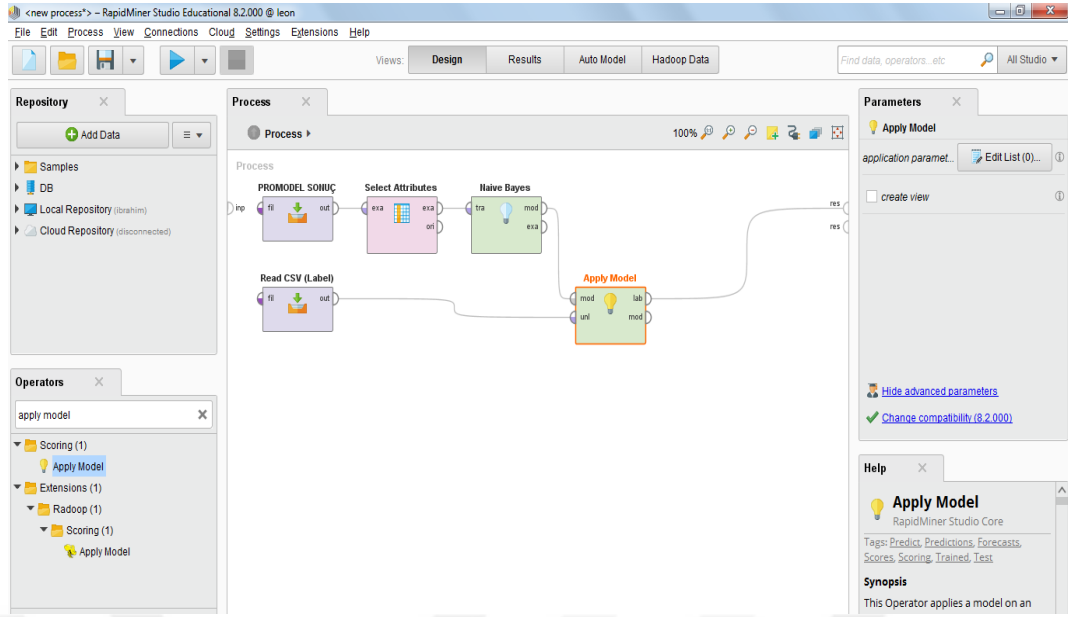 <new process*> – RapidMiner Studio Educational 8.2.000 @ leon
File Edit Process View Connections Cloud Settings Extensions Help
Views: Design Results Auto Model Hadoop Data
Find data, operators...etc All Studio
Repository
Add Data
Samples
DB
Local Repository (ibrahim)
Cloud Repository (disconnected)
Operators
apply model
Scoring (1)
Apply Model
Extensions (1)
Radoop (1)
Scoring (1)
Apply Model
Process
Process
100%
Process
PROMODEL SONUÇ Select Attributes Naive Bayes
inp fil out exa exa tra mod res
ori exa res
Read CSV (Label) Apply Model
fil out mod lab
unl mod
Parameters
Apply Model
application paramet... Edit List (0)...
create view
Hide advanced parameters
Change compatibility (8.2.000)
Help
Apply Model
RapidMiner Studio Core
Tags: Predict, Predictions, Forecasts,
Scores, Scoring, Trained, Test
Synopsis
This Operator applies a model on an